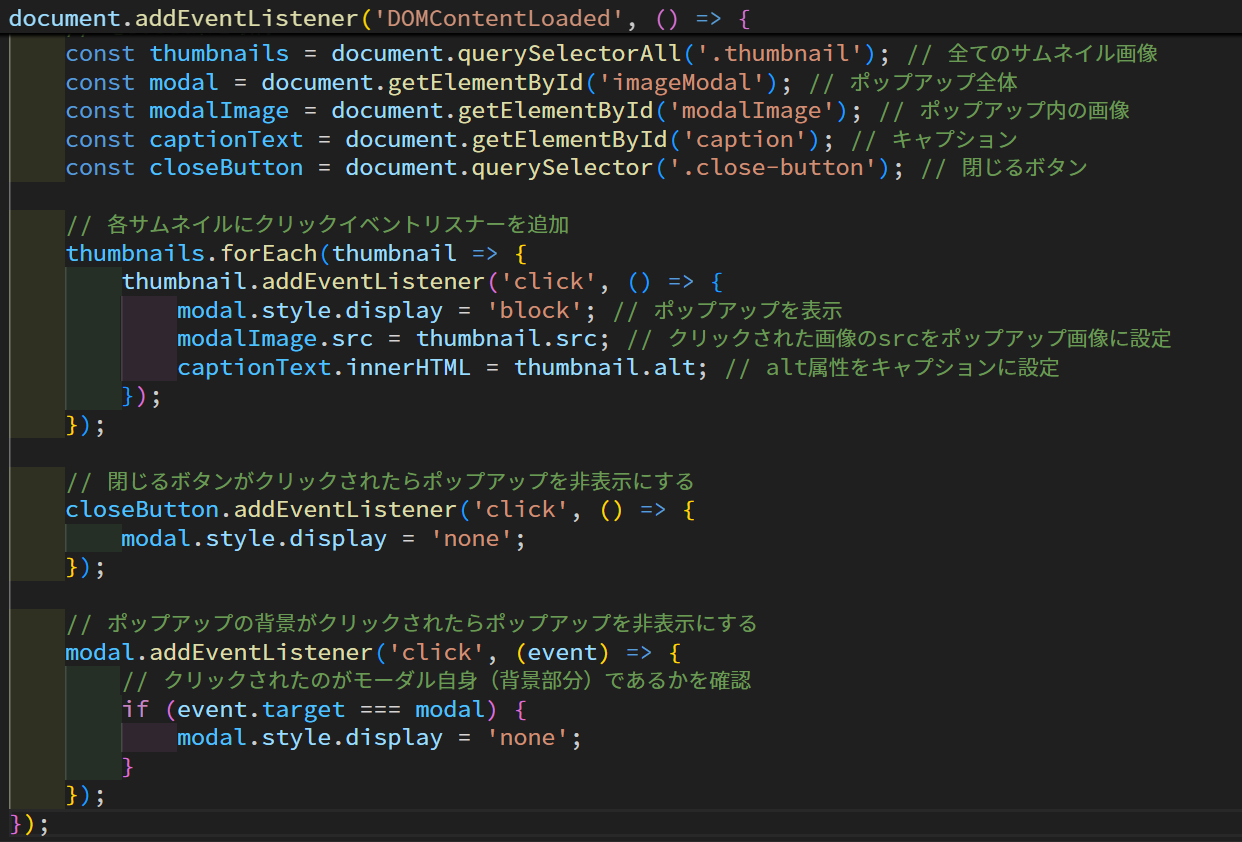 document.addEventListener('DOMContentLoaded', () => {
    const thumbnails = document.querySelectorAll('.thumbnail'); // 全てのサムネイル画像
    const modal = document.getElementById('imageModal'); // ポップアップ全体
    const modalImage = document.getElementById('modalImage'); // ポップアップ内の画像
    const captionText = document.getElementById('caption'); // キャプション
    const closeButton = document.querySelector('.close-button'); // 閉じるボタン

    // 各サムネイルにクリックイベントリスナーを追加
    thumbnails.forEach(thumbnail => {
        thumbnail.addEventListener('click', () => {
            modal.style.display = 'block'; // ポップアップを表示
            modalImage.src = thumbnail.src; // クリックされた画像のsrcをポップアップ画像に設定
            captionText.innerHTML = thumbnail.alt; // alt属性をキャプションに設定
        });
    });

    // 閉じるボタンがクリックされたらポップアップを非表示にする
    closeButton.addEventListener('click', () => {
        modal.style.display = 'none';
    });

    // ポップアップの背景がクリックされたらポップアップを非表示にする
    modal.addEventListener('click', (event) => {
        // クリックされたのがモーダル自身（背景部分）であるかを確認
        if (event.target === modal) {
            modal.style.display = 'none';
        }
    });
});